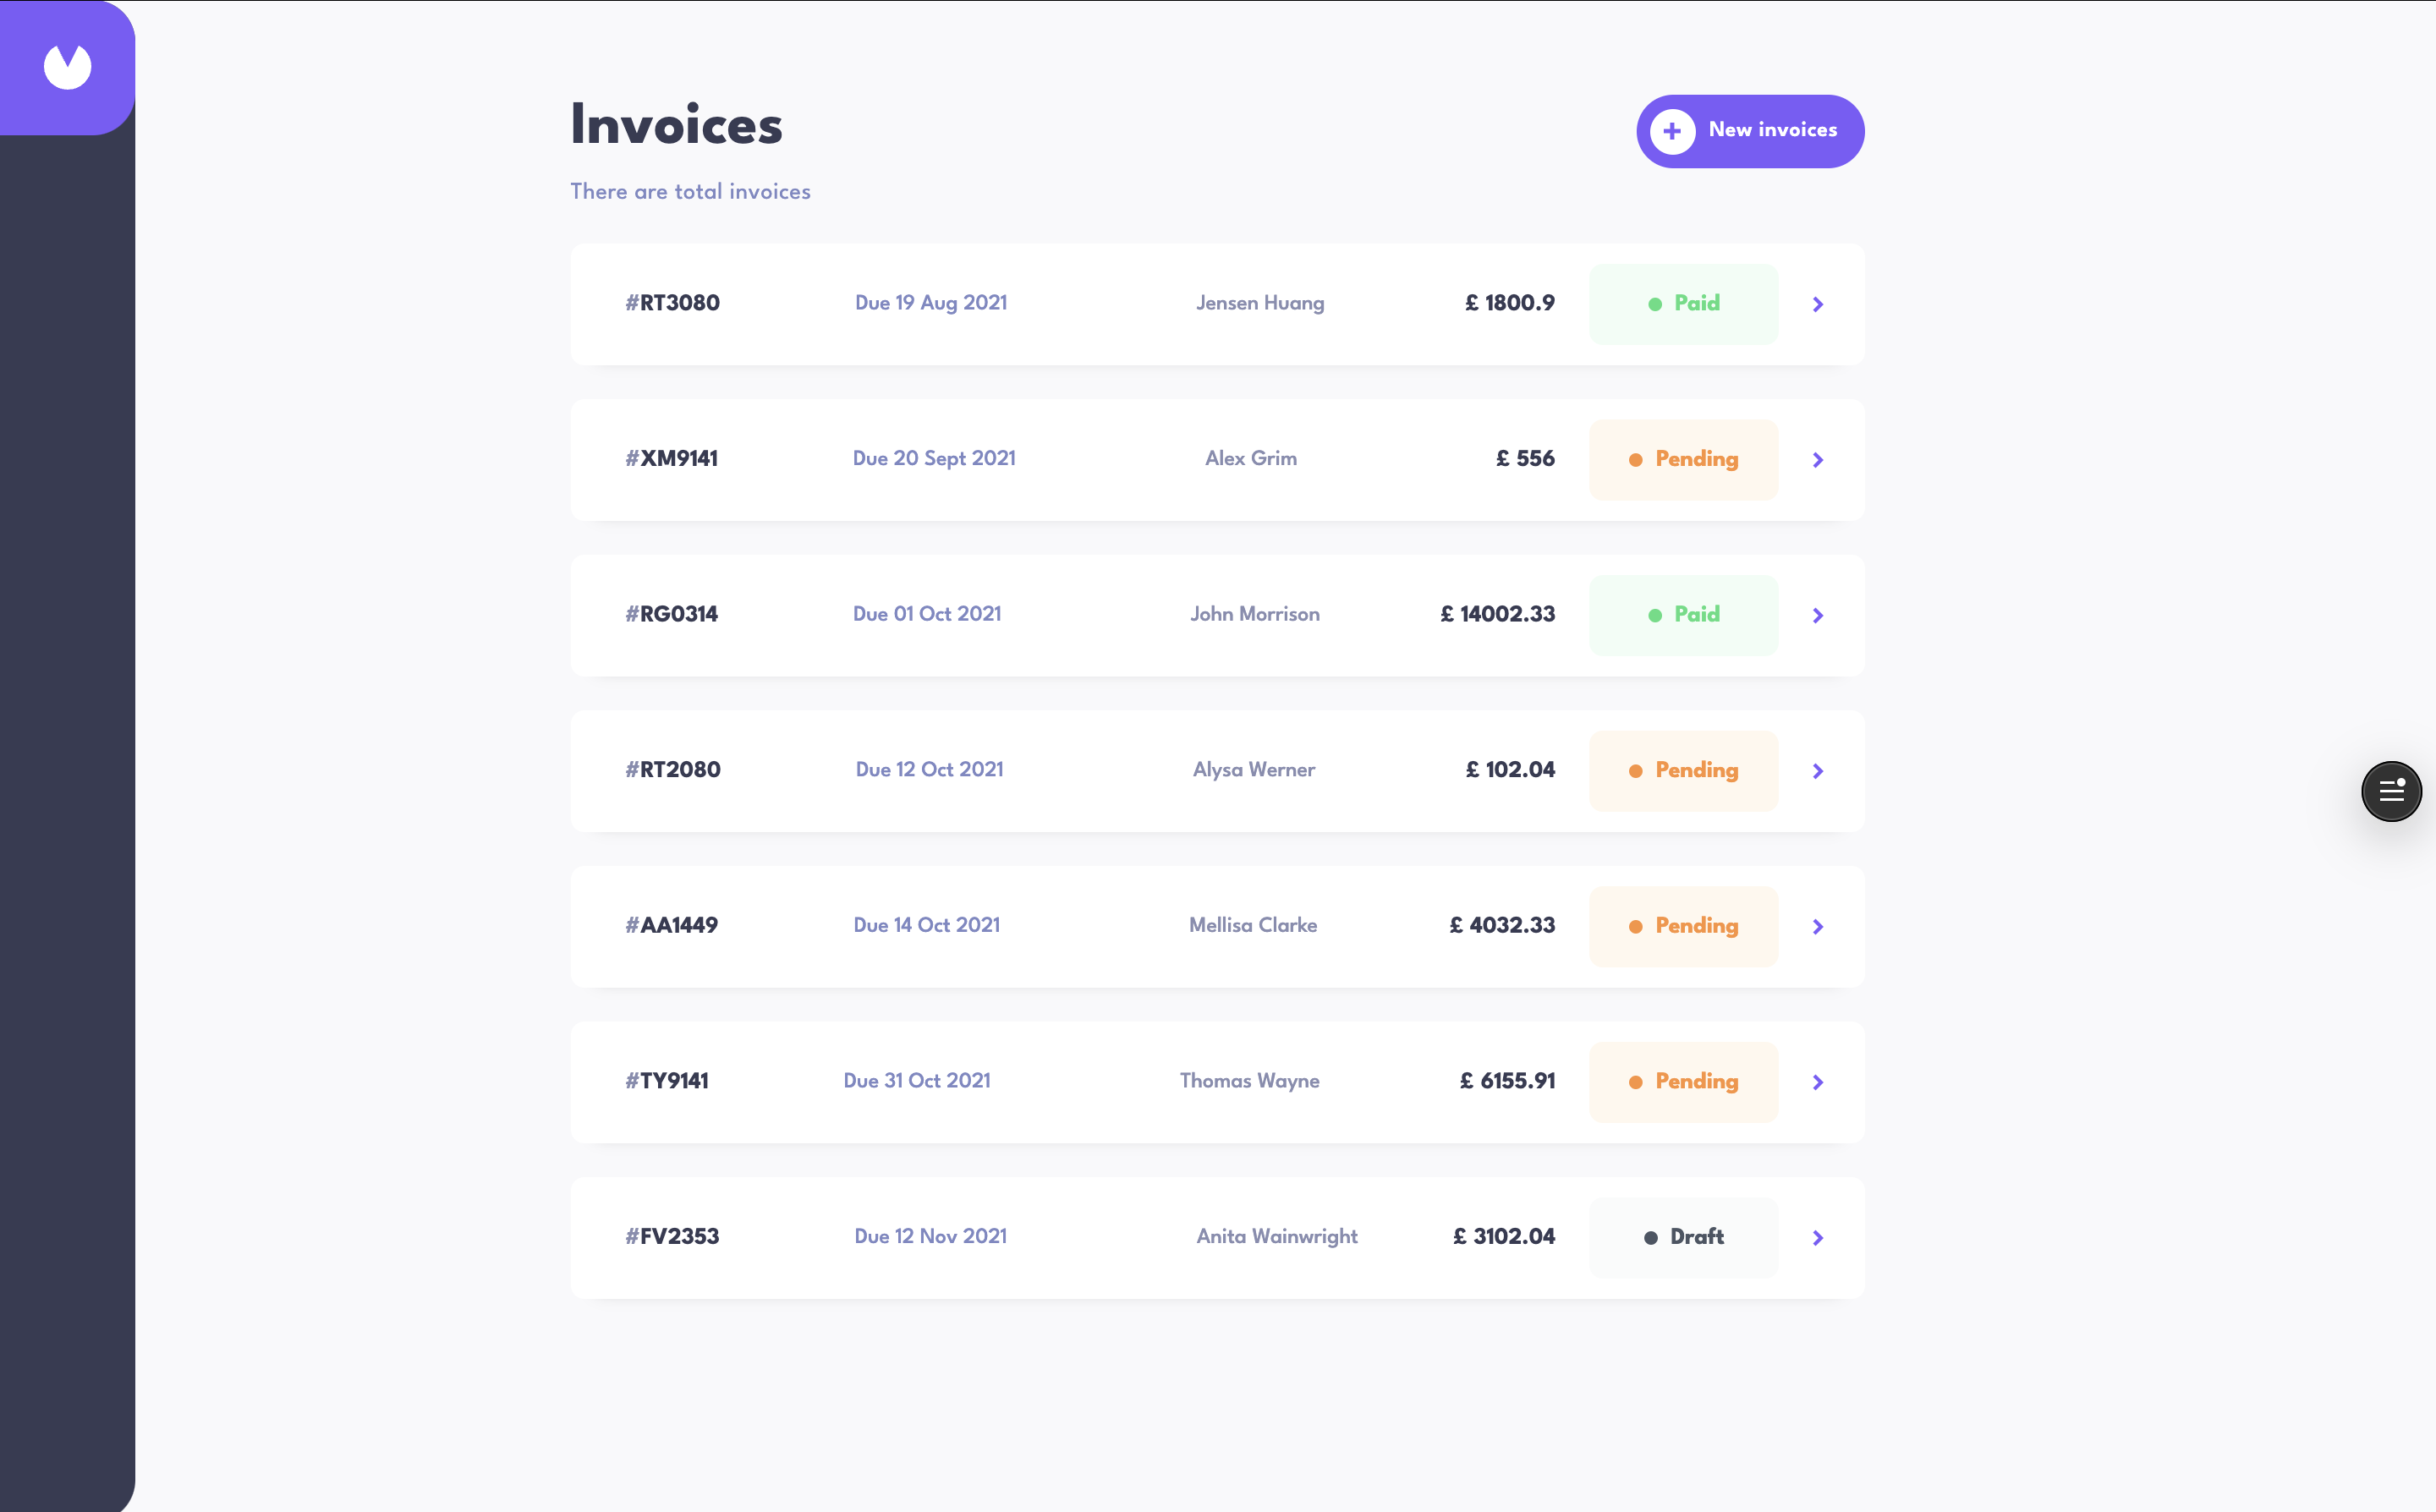 Invoices
New invoices
There are total invoices
#RT3080 Due 19 Aug 2021 Jensen Huang £ 1800.9 Paid
#XM9141 Due 20 Sept 2021 Alex Grim £ 556 Pending
#RG0314 Due 01 Oct 2021 John Morrison £ 14002.33 Paid
#RT2080 Due 12 Oct 2021 Alysa Werner £ 102.04 Pending
#AA1449 Due 14 Oct 2021 Mellisa Clarke £ 4032.33 Pending
#TY9141 Due 31 Oct 2021 Thomas Wayne £ 6155.91 Pending
#FV2353 Due 12 Nov 2021 Anita Wainwright £ 3102.04 Draft